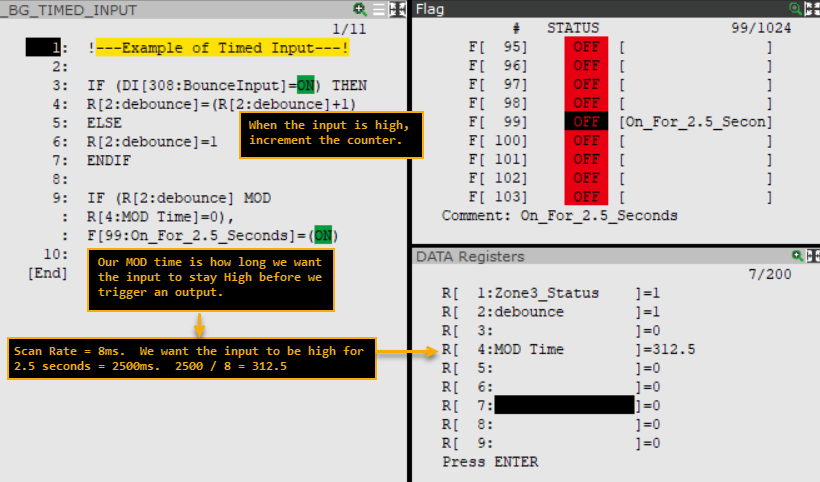 _BG_TIMED_INPUT
1/11
1: !---Example of Timed Input---!
2:
3: IF (DI[308:BounceInput]=ON) THEN
4: R[2:debounce]=(R[2:debounce]+1)
5: ELSE
6: R[2:debounce]=1
7: ENDIF
8:
9: IF (R[2:debounce] MOD
: R[4:MOD Time]=0),
: F[99:On_For_2.5_Seconds]=(ON)
10:
[End]
When the input is high,
increment the counter.
Our MOD time is how long we want
the input to stay High before we
trigger an output.
Scan Rate = 8ms. We want the input to be high for
2.5 seconds = 2500ms. 2500 / 8 = 312.5
Flag
# STATUS 99/1024
F[ 95] OFF [ ]
F[ 96] OFF [ ]
F[ 97] OFF [ ]
F[ 98] OFF [ ]
F[ 99] OFF [On_For_2.5_Secon]
F[ 100] OFF [ ]
F[ 101] OFF [ ]
F[ 102] OFF [ ]
F[ 103] OFF [ ]
Comment: On_For_2.5_Seconds
DATA Registers
7/200
R[ 1:Zone3_Status ]=1
R[ 2:debounce ]=1
R[ 3: ]=0
R[ 4:MOD Time ]=312.5
R[ 5: ]=0
R[ 6: ]=0
R[ 7: ]=0
R[ 8: ]=0
R[ 9: ]=0
Press ENTER